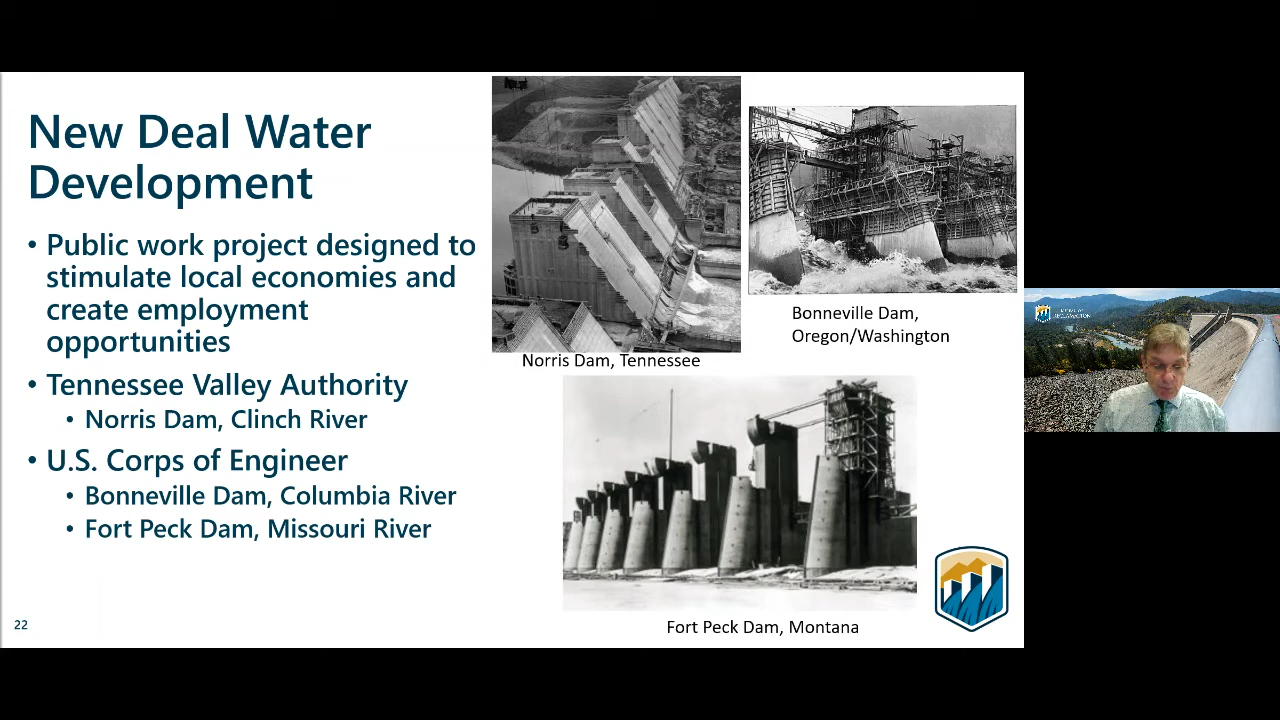 New Deal Water
Development
• Public work project designed to
stimulate local economies and
create employment
opportunities
• Tennessee Valley Authority
• Norris Dam, Clinch River
• U.S. Corps of Engineer
• Bonneville Dam, Columbia River
• Fort Peck Dam, Missouri River
22
Norris Dam, Tennessee
Bonneville Dam,
Oregon/Washington
Fort Peck Dam, Montana
RECLAMATION